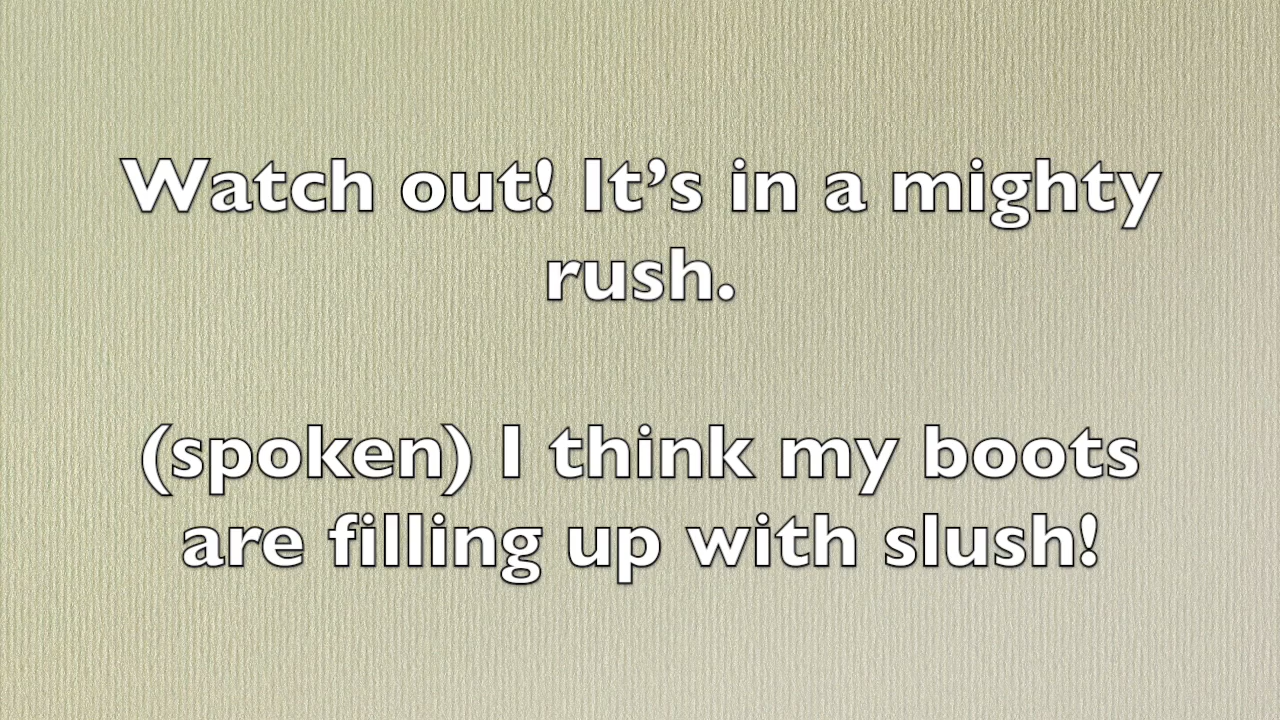 Watch out! It’s in a mighty
rush.
(spoken) I think my boots
are filling up with slush!